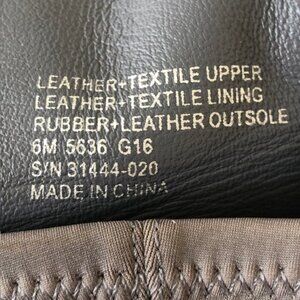 LEATHER+TEXTILE UPPER
LEATHER+TEXTILE LINING
RUBBER+LEATHER OUTSOLE
6M 5636 G16
S/N 31444-020
MADE IN CHINA